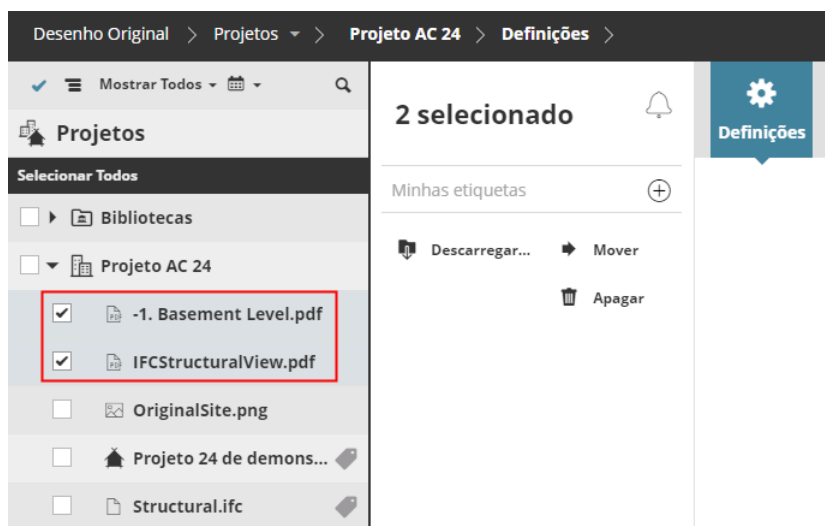 Desenho Original > Projetos > Projeto AC 24 > Definições >
Mostrar Todos
Projetos
Selecionar Todos
Bibliotecas
Projeto AC 24
-1. Basement Level.pdf
IFCStructuralView.pdf
OriginalSite.png
Projeto 24 de demons...
Structural.ifc
2 selecionado
Minhas etiquetas
Descarregar... Mover
Apagar
Definições